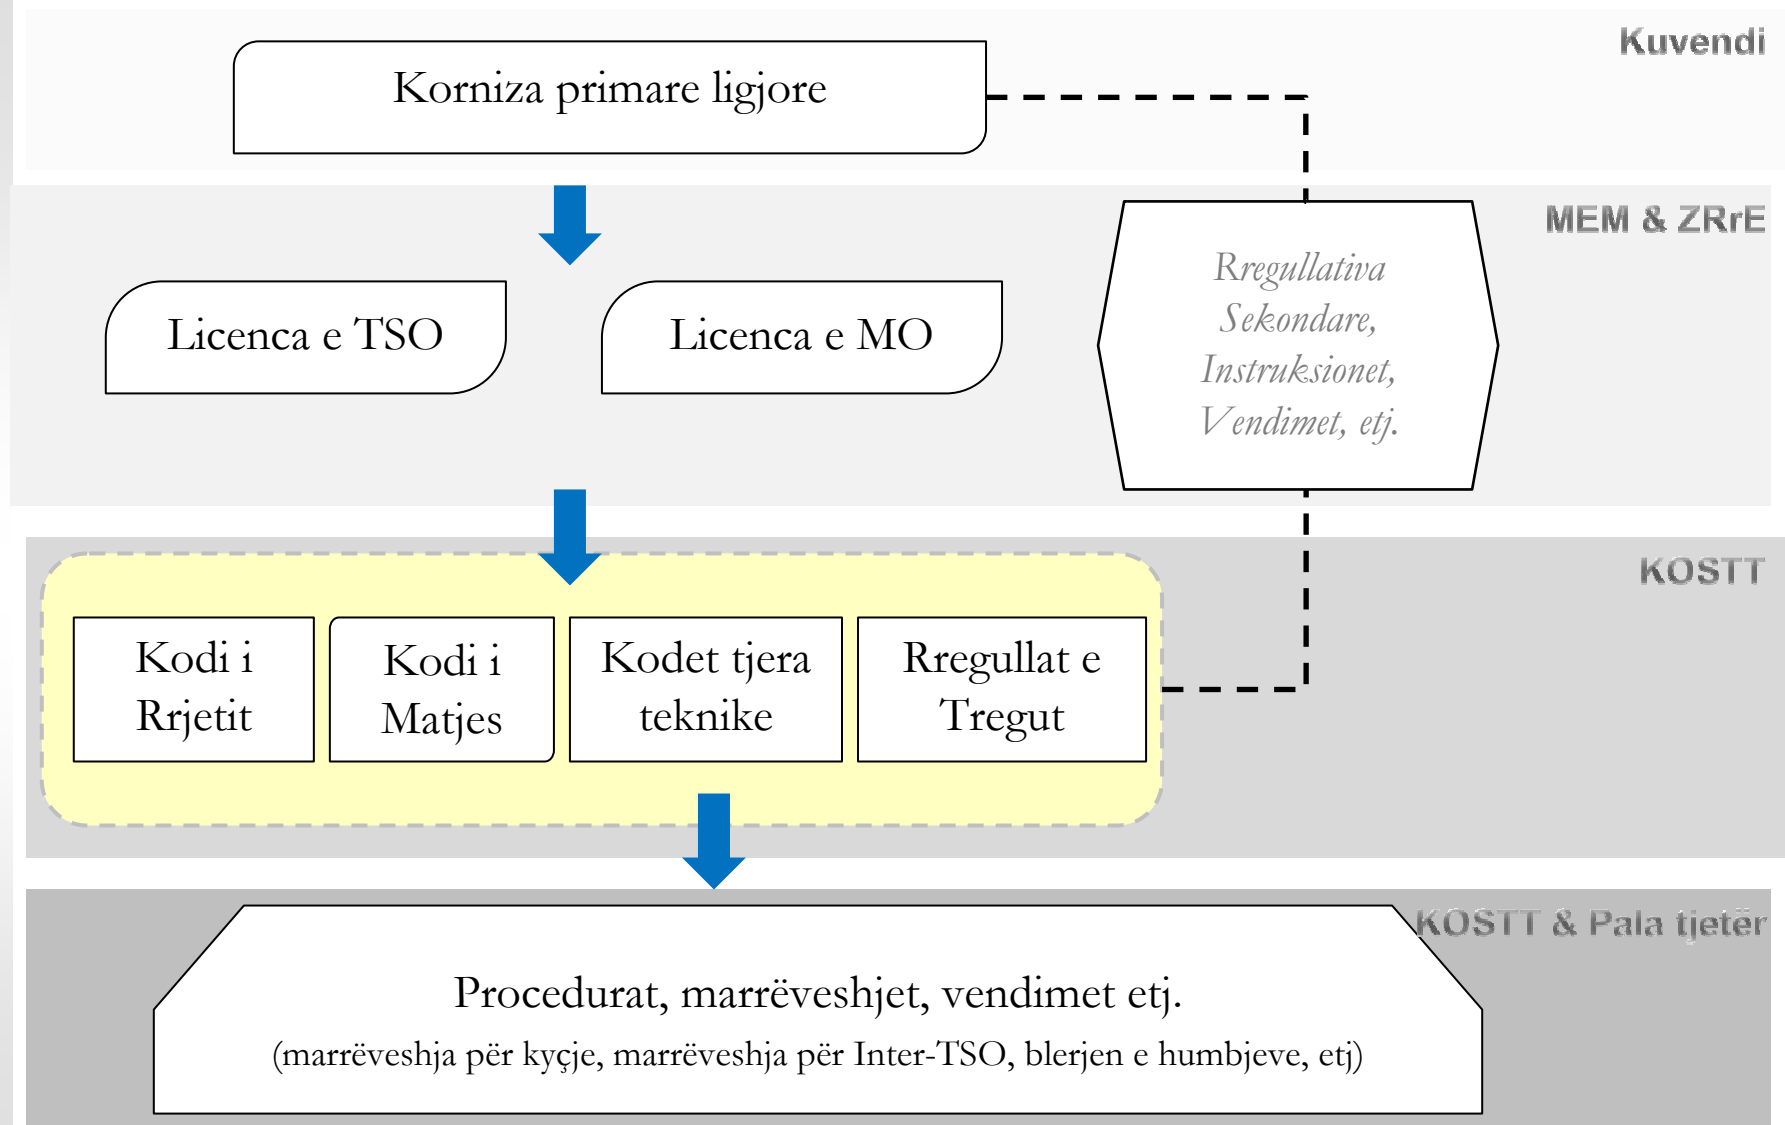 Kuvendi
Korniza primare ligjore
MEM & ZRrE
Licenca e TSO
Licenca e MO
Rregullativa
Sekondare,
Instruksionet,
Vendimet, etj.
KOSTT
Kodi i
Rrjetit
Kodi i
Matjes
Kodet tjera
teknike
Rregullat e
Tregut
KOSTT & Pala tjetër
Procedurat, marrëveshjet, vendimet etj.
(marrëveshja për kyçje, marrëveshja për Inter-TSO, blerjen e humbjeve, etj)